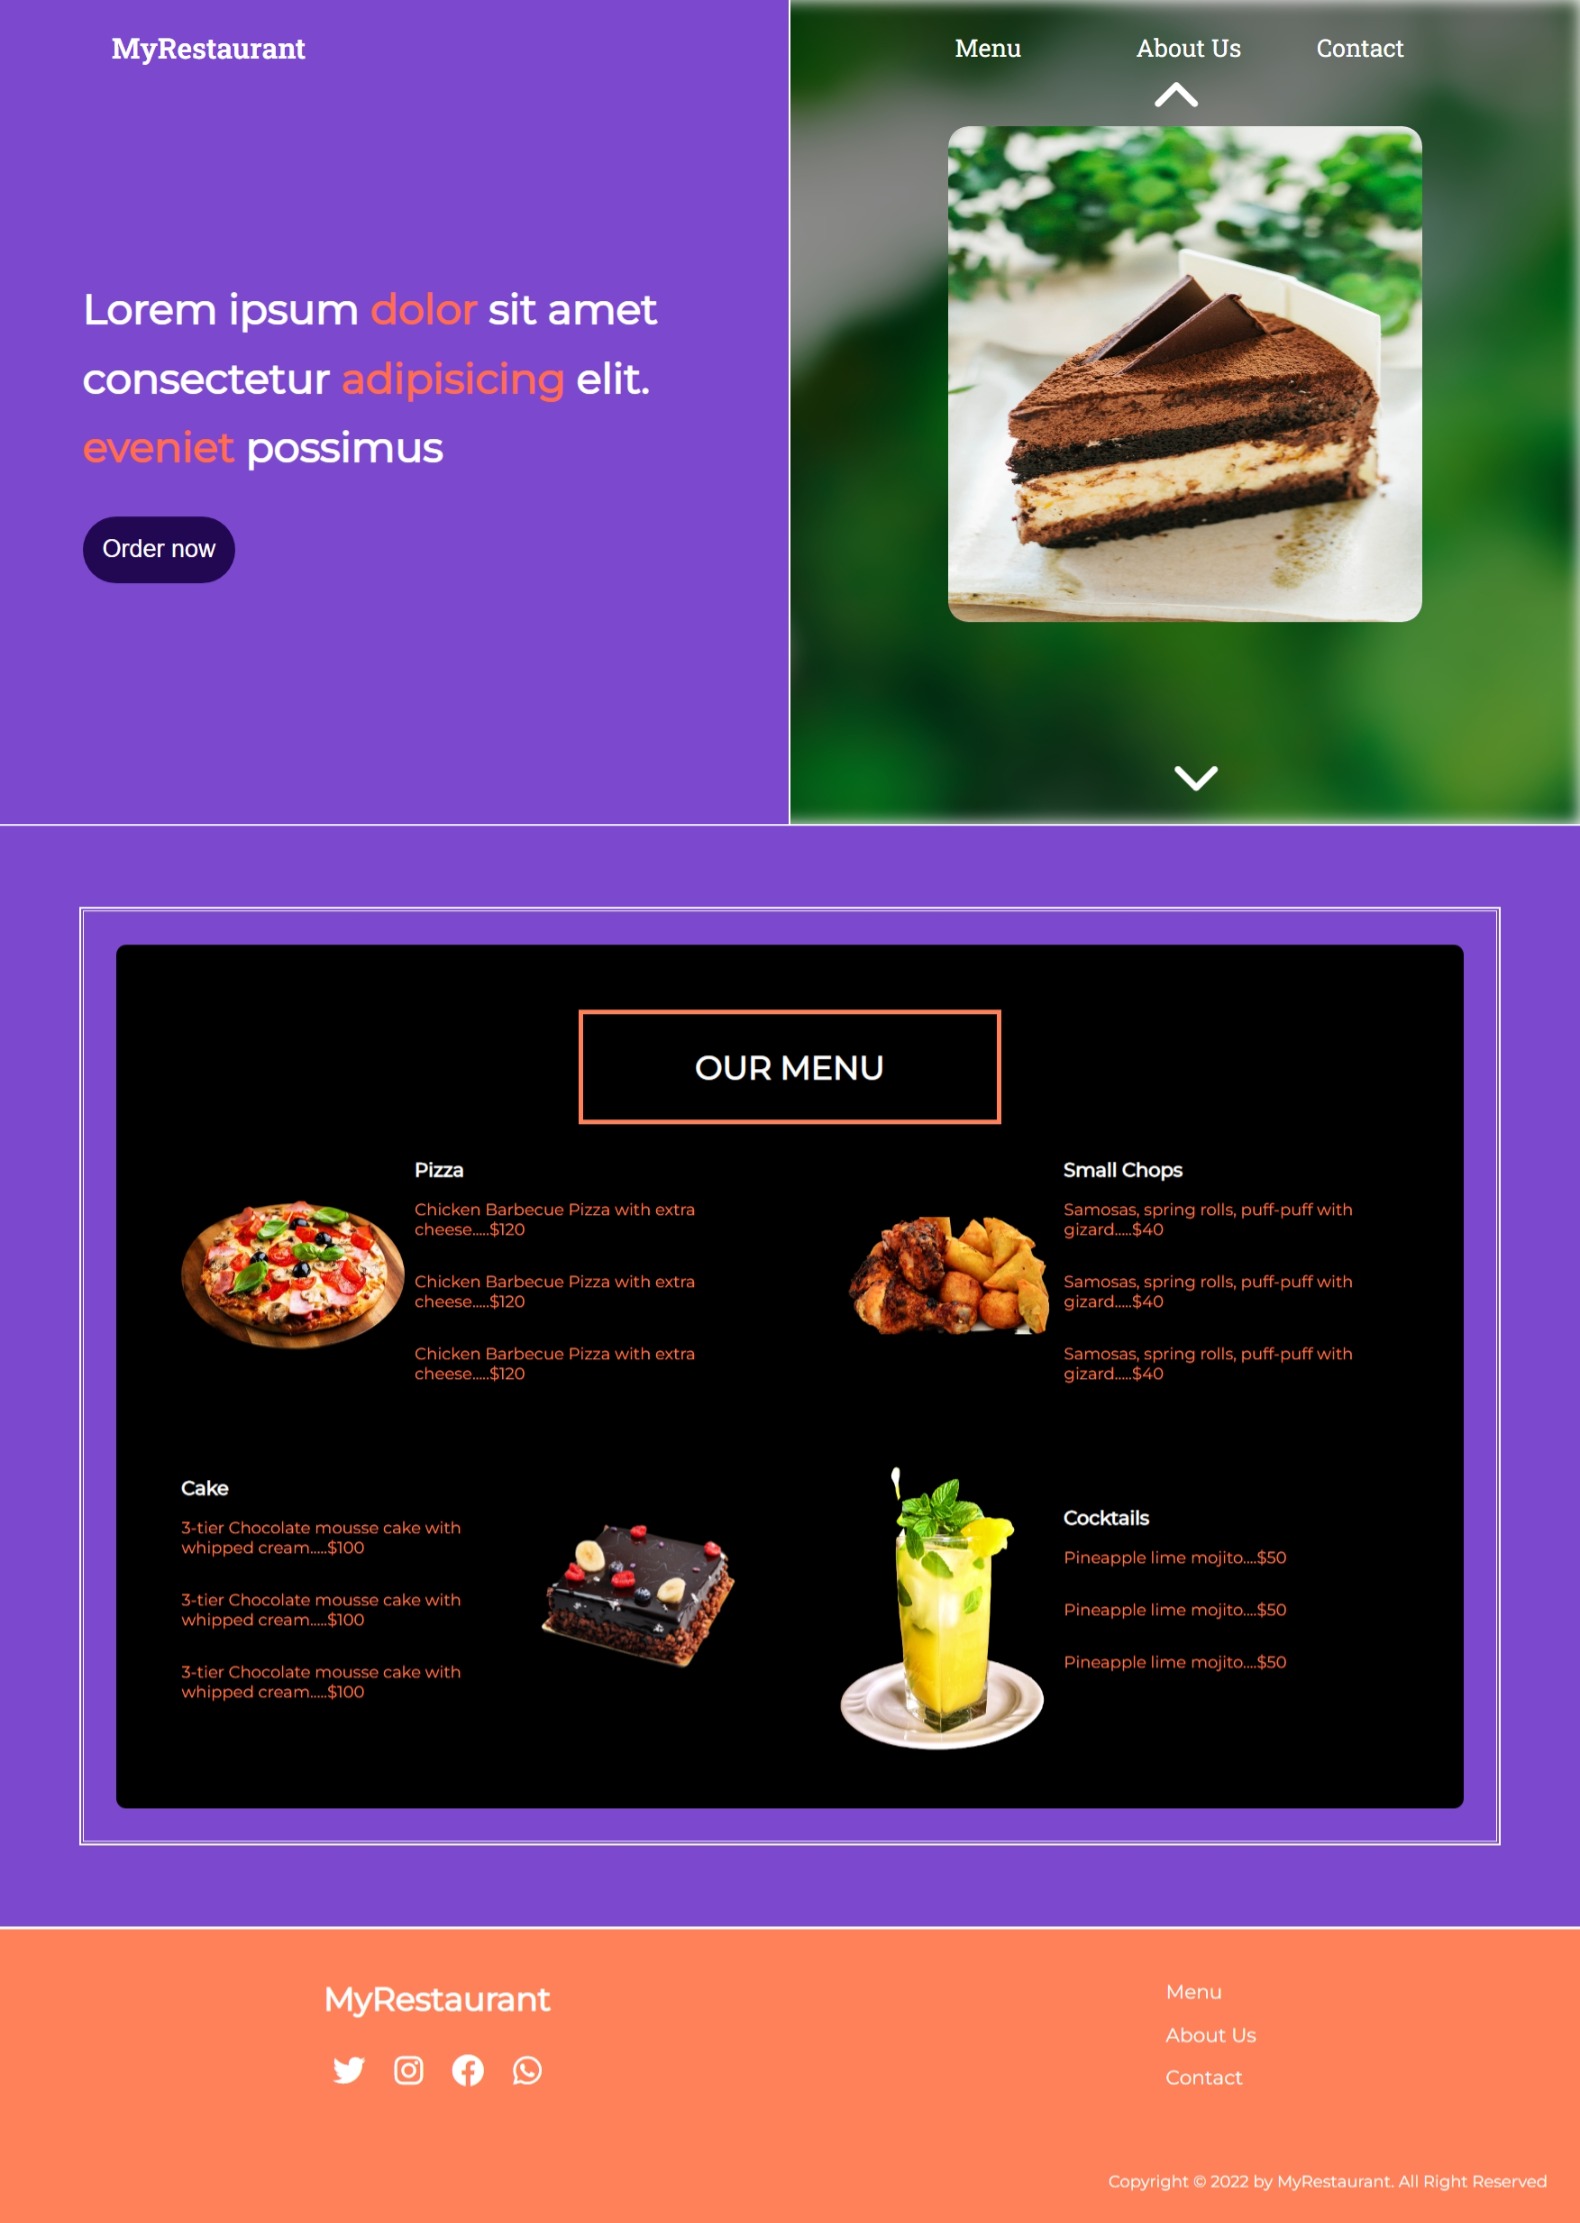 MyRestaurant
Menu About Us Contact
Lorem ipsum dolor sit amet
consectetur adipisicing elit.
eveniet possimus
Order now
OUR MENU
Pizza
Chicken Barbecue Pizza with extra
cheese.....$120
Chicken Barbecue Pizza with extra
cheese.....$120
Chicken Barbecue Pizza with extra
cheese.....$120
Small Chops
Samosas, spring rolls, puff-puff with
gizard.....$40
Samosas, spring rolls, puff-puff with
gizard.....$40
Samosas, spring rolls, puff-puff with
gizard.....$40
Cake
3-tier Chocolate mousse cake with
whipped cream.....$100
3-tier Chocolate mousse cake with
whipped cream.....$100
3-tier Chocolate mousse cake with
whipped cream.....$100
Cocktails
Pineapple lime mojito....$50
Pineapple lime mojito....$50
Pineapple lime mojito....$50
MyRestaurant
Menu
About Us
Contact
Copyright © 2022 by MyRestaurant. All Right Reserved